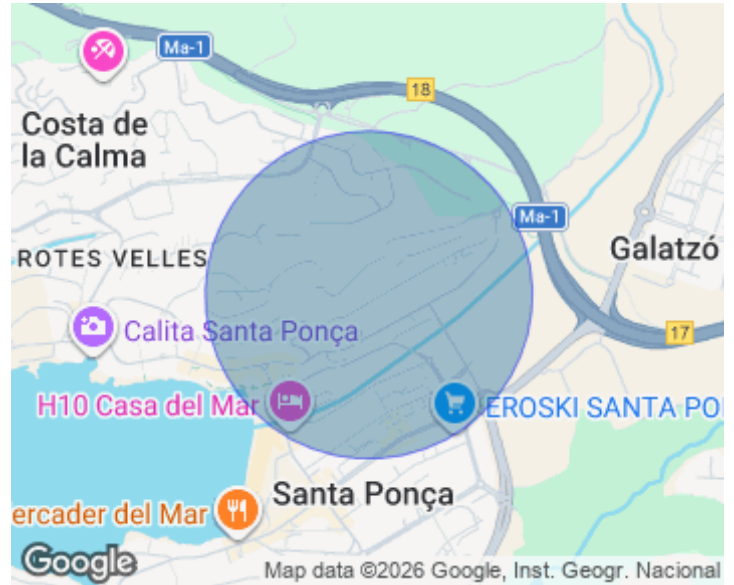 Ma-1
18
Costa de
la Calma
Ma-1
Galatzó
ROTES VELLES
Calita Santa Ponça
17
H10 Casa del Mar
EROSKI SANTA PO
Santa Ponça
ercader del Mar
Google
Map data ©2026 Google, Inst. Geogr. Nacional